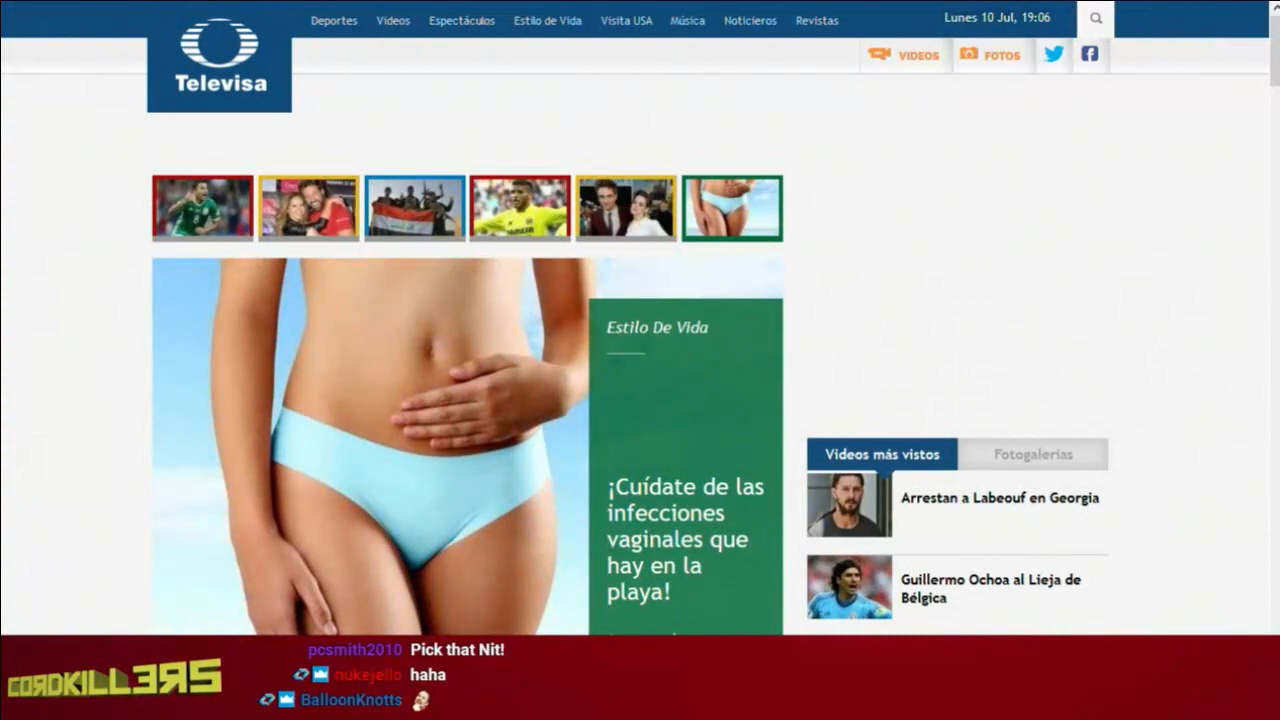 Deportes Videos Espectáculos Estilo de Vida Visita USA Música Noticieros Revistas Lunes 10 Jul, 19:06
Televisa
VIDEOS FOTOS
Estilo De Vida
¡Cuídate de las
infecciones
vaginales que
hay en la
playa!
Videos más vistos Fotogalerías
Arrestan a Labeouf en Georgia
Guillermo Ochoa al Lieja de
Bélgica
CORDKILLERS
pcsmith2010 Pick that Nit!
nukejello haha
BalloonKnotts